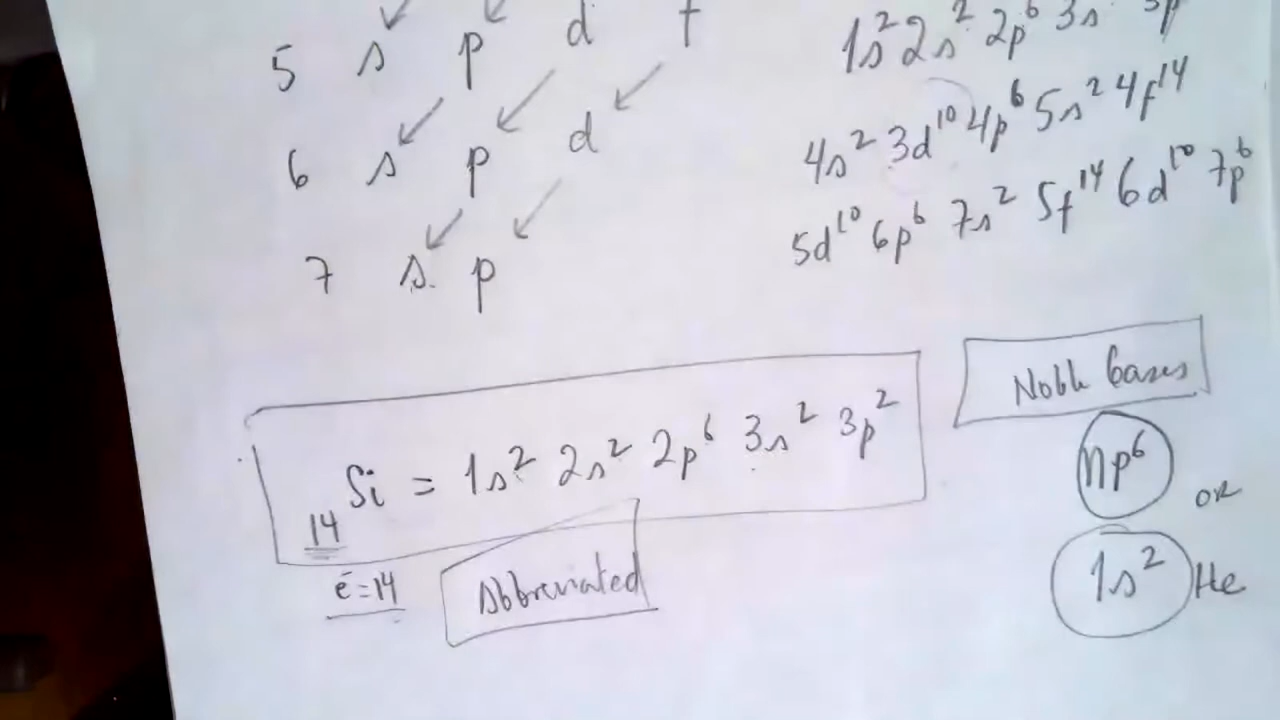 5 s p d f
6 s p d
7 s p
1s² 2s² 2p⁶ 3s 3p
4s² 3d¹⁰ 4p⁶ 5s² 4f¹⁴
5d¹⁰ 6p⁶ 7s² 5f¹⁴ 6d¹⁰ 7p⁶
₁₄Si = 1s² 2s² 2p⁶ 3s² 3p²
e⁻=14
Abbreviated
Noble Gases
np⁶
OR
1s² He